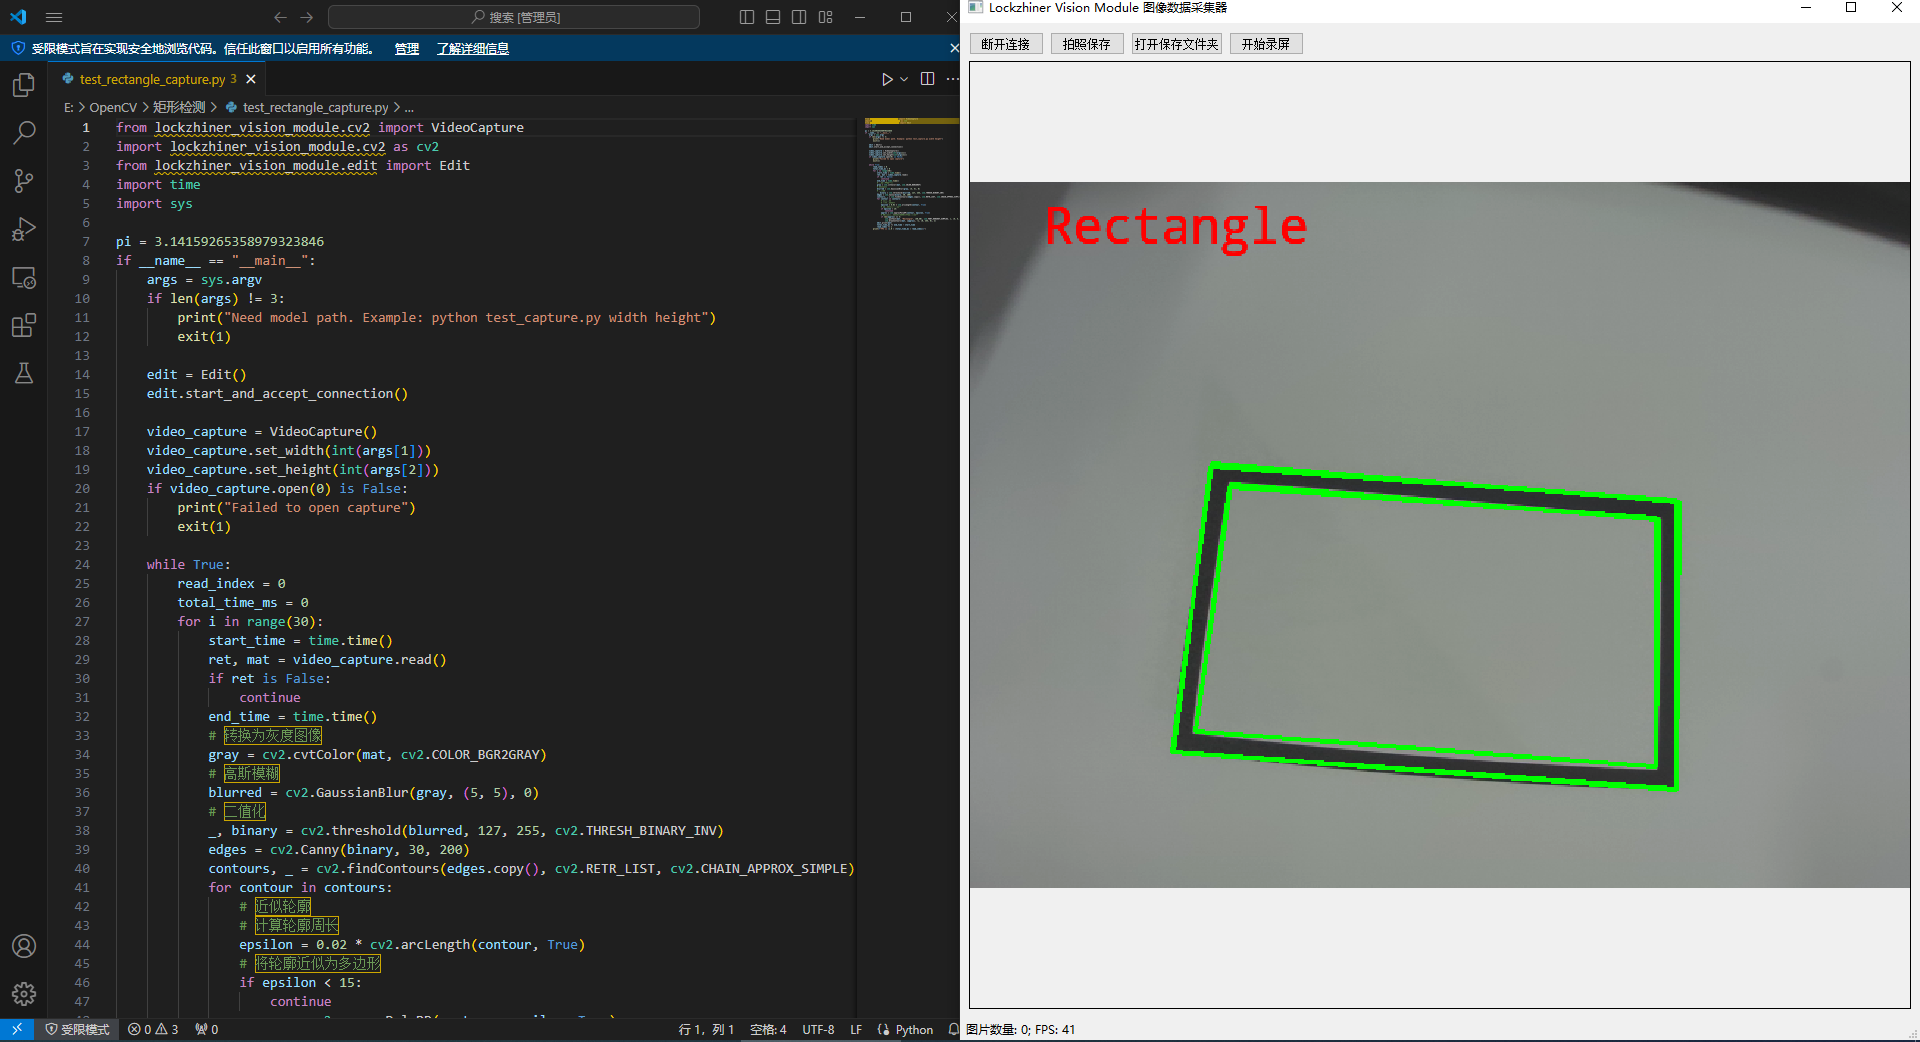 搜索 [管理员]
受限模式旨在实现安全地浏览代码。信任此窗口以启用所有功能。 管理 了解详细信息
test_rectangle_capture.py 3
E: > OpenCV > 矩形检测 > test_rectangle_capture.py > ...
1 from lockzhiner_vision_module.cv2 import VideoCapture
2 import lockzhiner_vision_module.cv2 as cv2
3 from lockzhiner_vision_module.edit import Edit
4 import time
5 import sys
6
7 pi = 3.14159265358979323846
8 if __name__ == "__main__":
9 args = sys.argv
10 if len(args) != 3:
11 print("Need model path. Example: python test_capture.py width height")
12 exit(1)
13
14 edit = Edit()
15 edit.start_and_accept_connection()
16
17 video_capture = VideoCapture()
18 video_capture.set_width(int(args[1]))
19 video_capture.set_height(int(args[2]))
20 if video_capture.open(0) is False:
21 print("Failed to open capture")
22 exit(1)
23
24 while True:
25 read_index = 0
26 total_time_ms = 0
27 for i in range(30):
28 start_time = time.time()
29 ret, mat = video_capture.read()
30 if ret is False:
31 continue
32 end_time = time.time()
33 # 转换为灰度图像
34 gray = cv2.cvtColor(mat, cv2.COLOR_BGR2GRAY)
35 # 高斯模糊
36 blurred = cv2.GaussianBlur(gray, (5, 5), 0)
37 # 二值化
38 _, binary = cv2.threshold(blurred, 127, 255, cv2.THRESH_BINARY_INV)
39 edges = cv2.Canny(binary, 30, 200)
40 contours, _ = cv2.findContours(edges.copy(), cv2.RETR_LIST, cv2.CHAIN_APPROX_SIMPLE)
41 for contour in contours:
42 # 近似轮廓
43 # 计算轮廓周长
44 epsilon = 0.02 * cv2.arcLength(contour, True)
45 # 将轮廓近似为多边形
46 if epsilon < 15:
47 continue
受限模式 0 3 0 行 1，列 1 空格: 4 UTF-8 LF Python
Lockzhiner Vision Module 图像数据采集器
断开连接 拍照保存 打开保存文件夹 开始录屏
Rectangle
图片数量: 0; FPS: 41